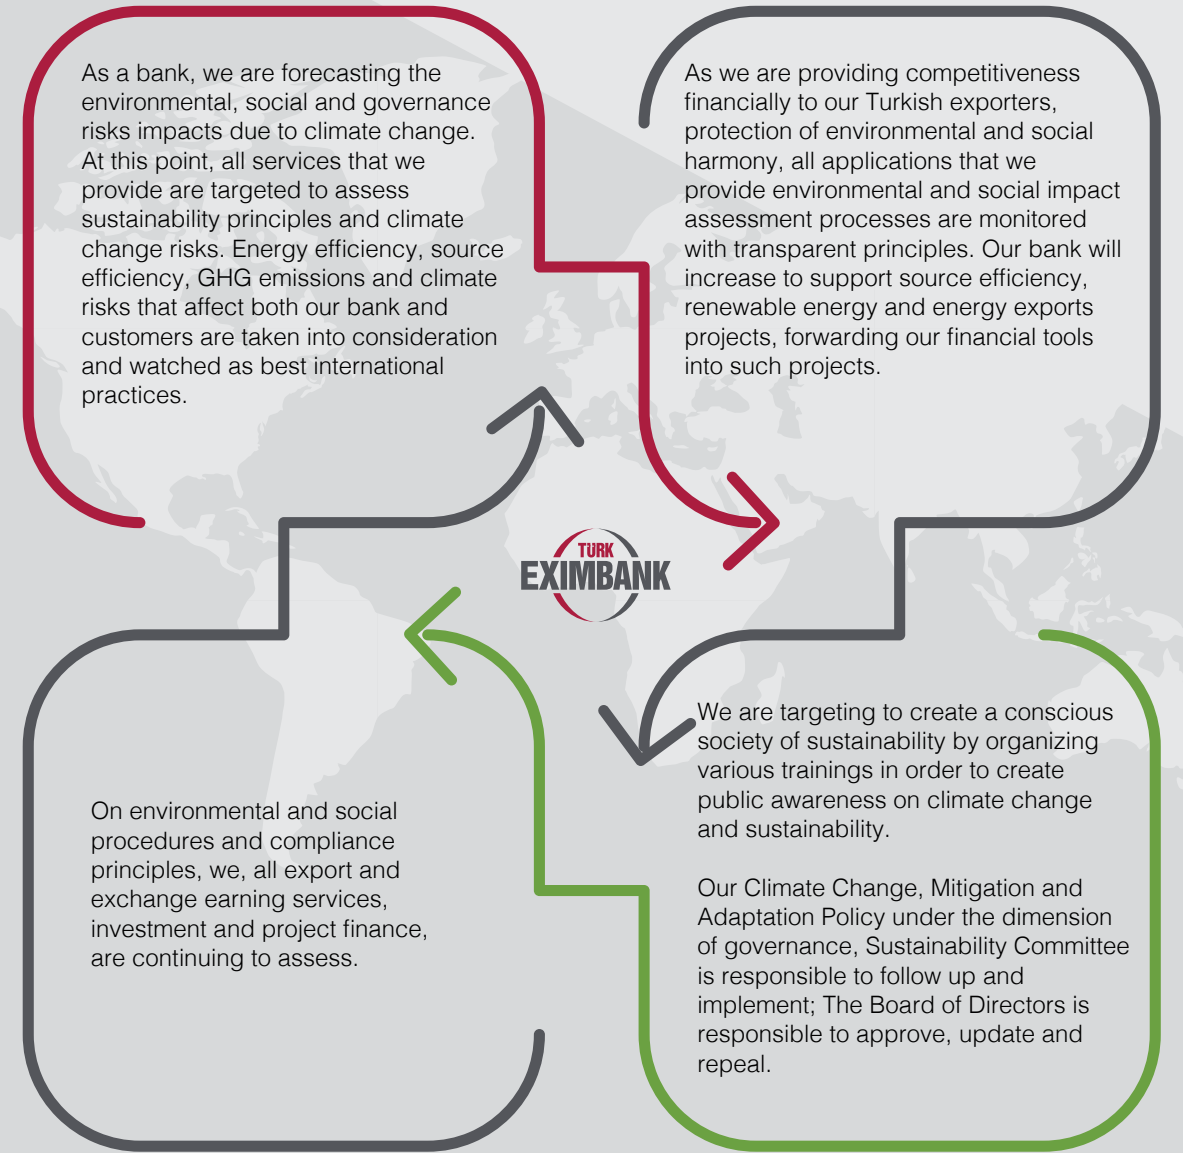 As a bank, we are forecasting the
environmental, social and governance
risks impacts due to climate change.
At this point, all services that we
provide are targeted to assess
sustainability principles and climate
change risks. Energy efficiency, source
efficiency, GHG emissions and climate
risks that affect both our bank and
customers are taken into consideration
and watched as best international
practices.
As we are providing competitiveness
financially to our Turkish exporters,
protection of environmental and social
harmony, all applications that we
provide environmental and social impact
assessment processes are monitored
with transparent principles. Our bank will
increase to support source efficiency,
renewable energy and energy exports
projects, forwarding our financial tools
into such projects.
TÜRK
EXIMBANK
On environmental and social
procedures and compliance
principles, we, all export and
exchange earning services,
investment and project finance,
are continuing to assess.
We are targeting to create a conscious
society of sustainability by organizing
various trainings in order to create
public awareness on climate change
and sustainability.
Our Climate Change, Mitigation and
Adaptation Policy under the dimension
of governance, Sustainability Committee
is responsible to follow up and
implement; The Board of Directors is
responsible to approve, update and
repeal.